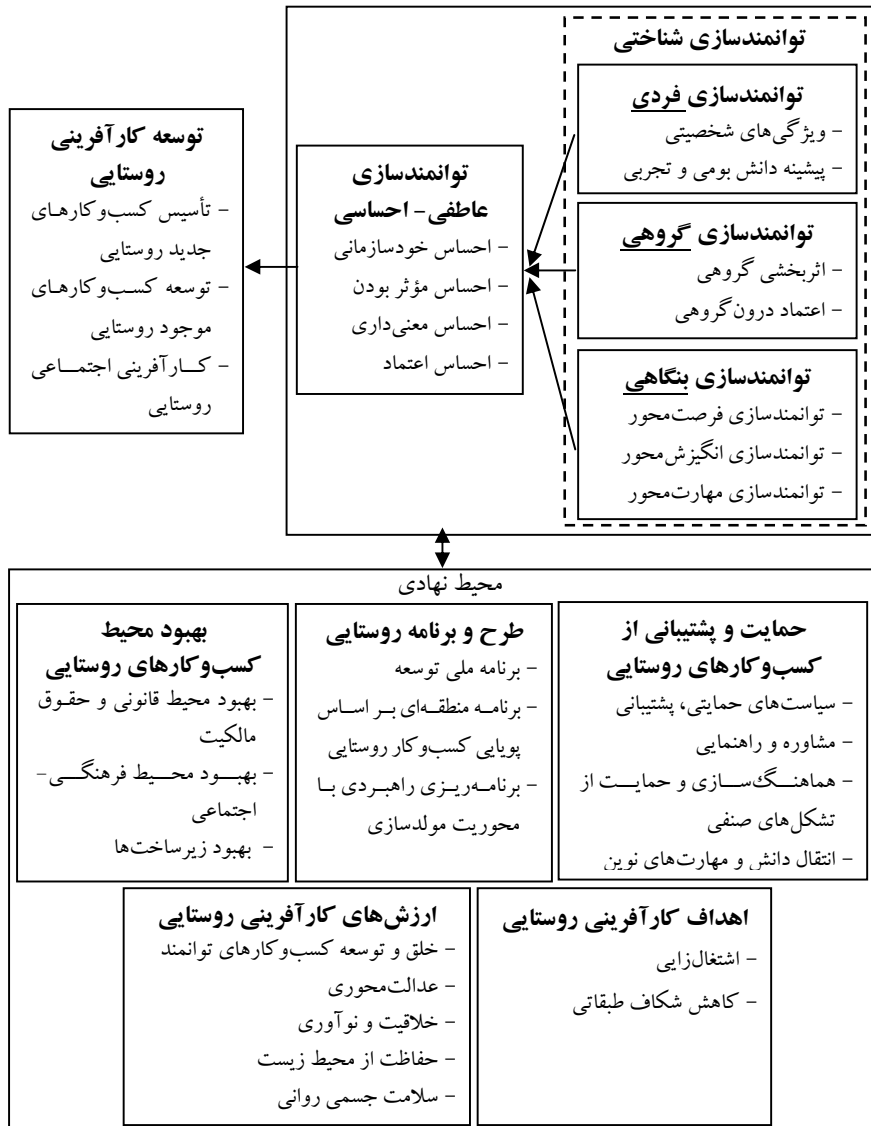 توانمندسازی شناختی
توانمندسازی فردی
- ویژگی‌های شخصیتی
- پیشینه دانش بومی و تجربی
توانمندسازی گروهی
- اثربخشی گروهی
- اعتماد درون‌گروهی
توانمندسازی بنگاهی
- توانمندسازی فرصت‌محور
- توانمندسازی انگیزش‌محور
- توانمندسازی مهارت‌محور
توانمندسازی
عاطفی - احساسی
- احساس خودسازمانی
- احساس مؤثر بودن
- احساس معنی‌داری
- احساس اعتماد
توسعه کارآفرینی
روستایی
- تأسیس کسب‌وکارهای
جدید روستایی
- توسعه کسب‌وکارهای
موجود روستایی
- کارآفرینی اجتماعی
روستایی
محیط نهادی
حمایت و پشتیبانی از
کسب‌وکارهای روستایی
- سیاست‌های حمایتی، پشتیبانی
- مشاوره و راهنمایی
- هماهنگ‌سازی و حمایت از
تشکل‌های صنفی
- انتقال دانش و مهارت‌های نوین
طرح و برنامه روستایی
- برنامه ملی توسعه
- برنامه منطقه‌ای بر اساس
پویایی کسب‌وکار روستایی
- برنامه‌ریزی راهبردی با
محوریت مولدسازی
بهبود محیط
کسب‌وکارهای روستایی
- بهبود محیط قانونی و حقوق
مالکیت
- بهبود محیط فرهنگی -
اجتماعی
- بهبود زیرساخت‌ها
اهداف کارآفرینی روستایی
- اشتغال‌زایی
- کاهش شکاف طبقاتی
ارزش‌های کارآفرینی روستایی
- خلق و توسعه کسب‌وکارهای توانمند
- عدالت‌محوری
- خلاقیت و نوآوری
- حفاظت از محیط زیست
- سلامت جسمی روانی